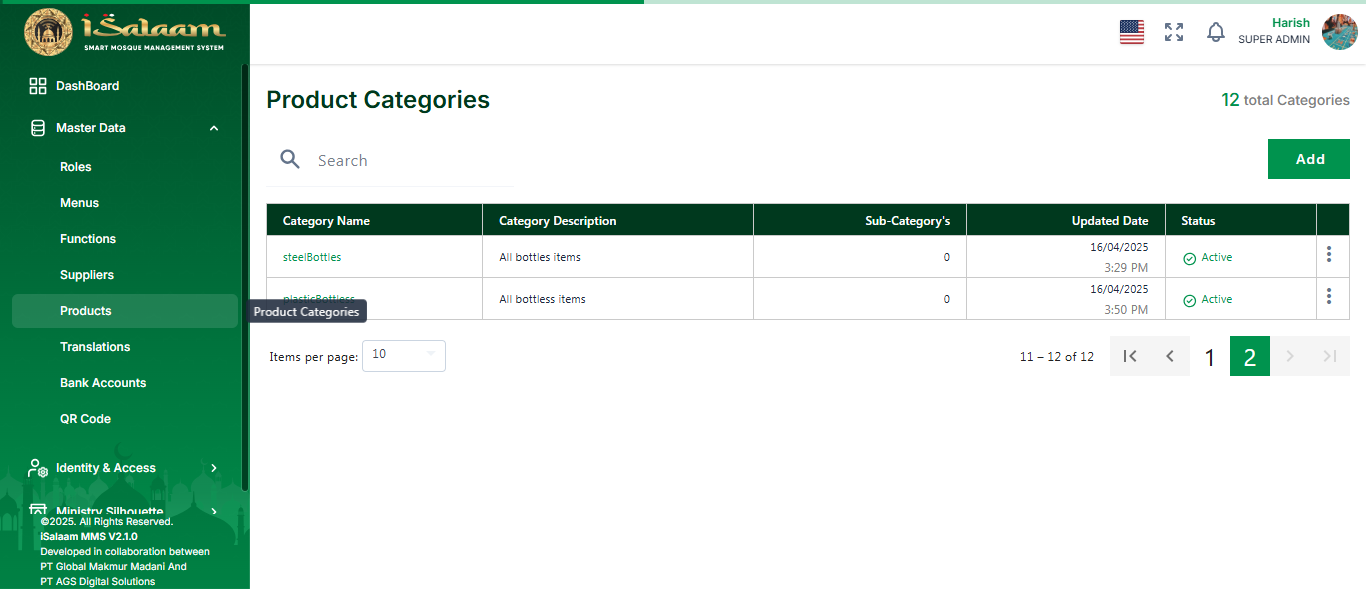 iSalaam
SMART MOSQUE MANAGEMENT SYSTEM
Harish
SUPER ADMIN
DashBoard
Master Data
Roles
Menus
Functions
Suppliers
Products
Translations
Bank Accounts
QR Code
Identity & Access
Ministry Silhouette
©2025. All Rights Reserved.
iSalaam MMS V2.1.0
Developed in collaboration between
PT Global Makmur Madani And
PT AGS Digital Solutions
Product Categories
12 total Categories
Search
Add
Category Name Category Description Sub-Category's Updated Date Status
steelBottles All bottles items 0 16/04/2025 Active
3:29 PM
plasticBottless All bottless items 0 16/04/2025 Active
3:50 PM
Product Categories
Items per page: 10 11 – 12 of 12 1 2